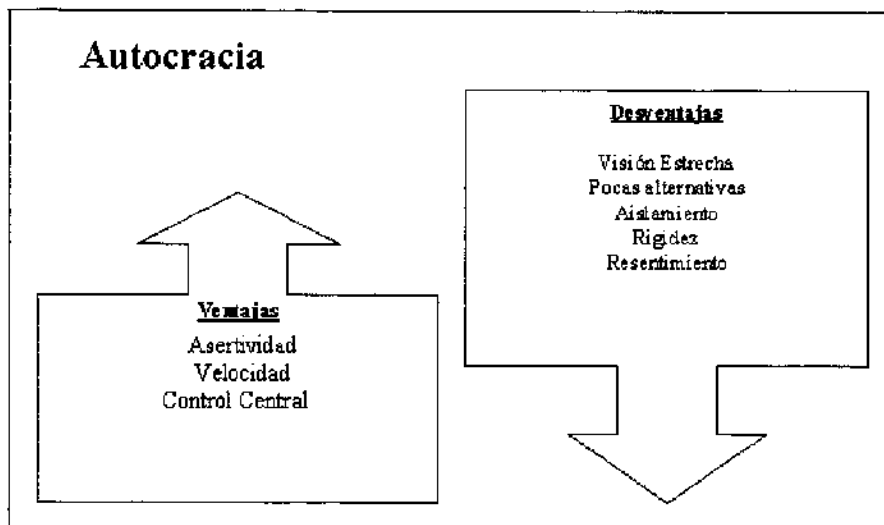 Autocracia
Desventajas
Visión Estrecha
Pocas alternativas
Aislamiento
Rigidez
Resentimiento
Ventajas
Asertividad
Velocidad
Control Central